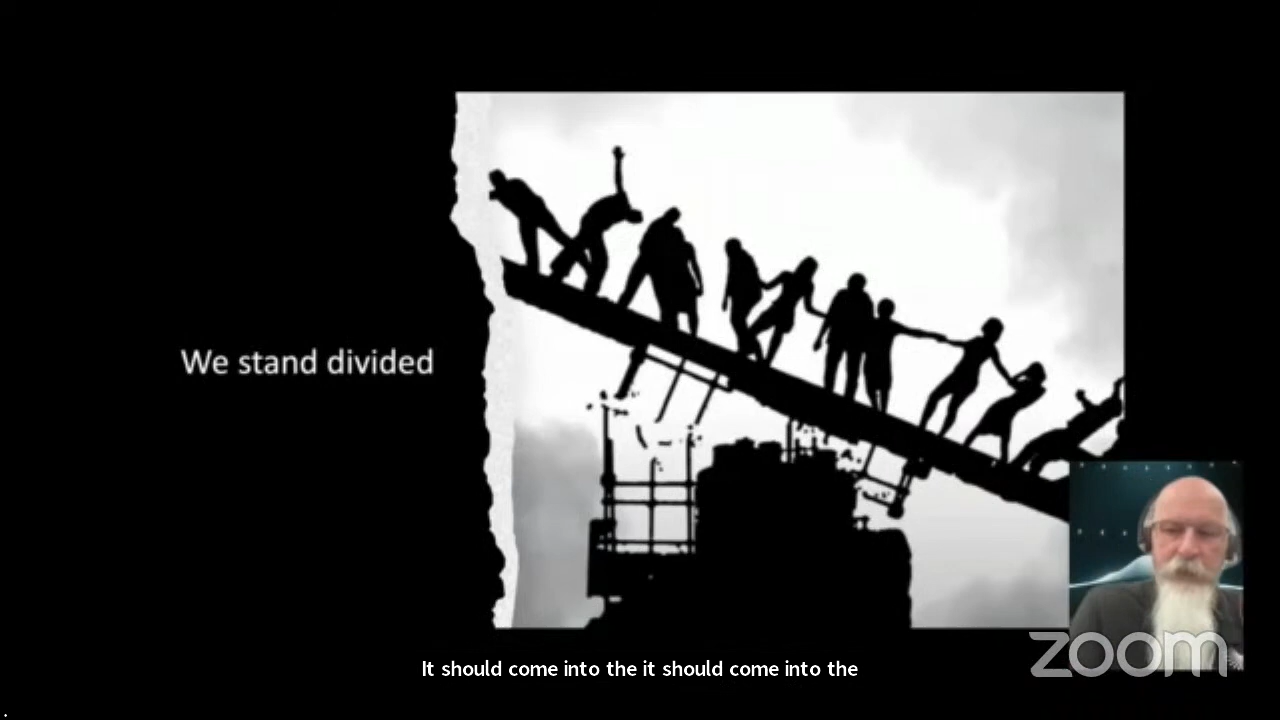 We stand divided
It should come into the it should come into the
zoom